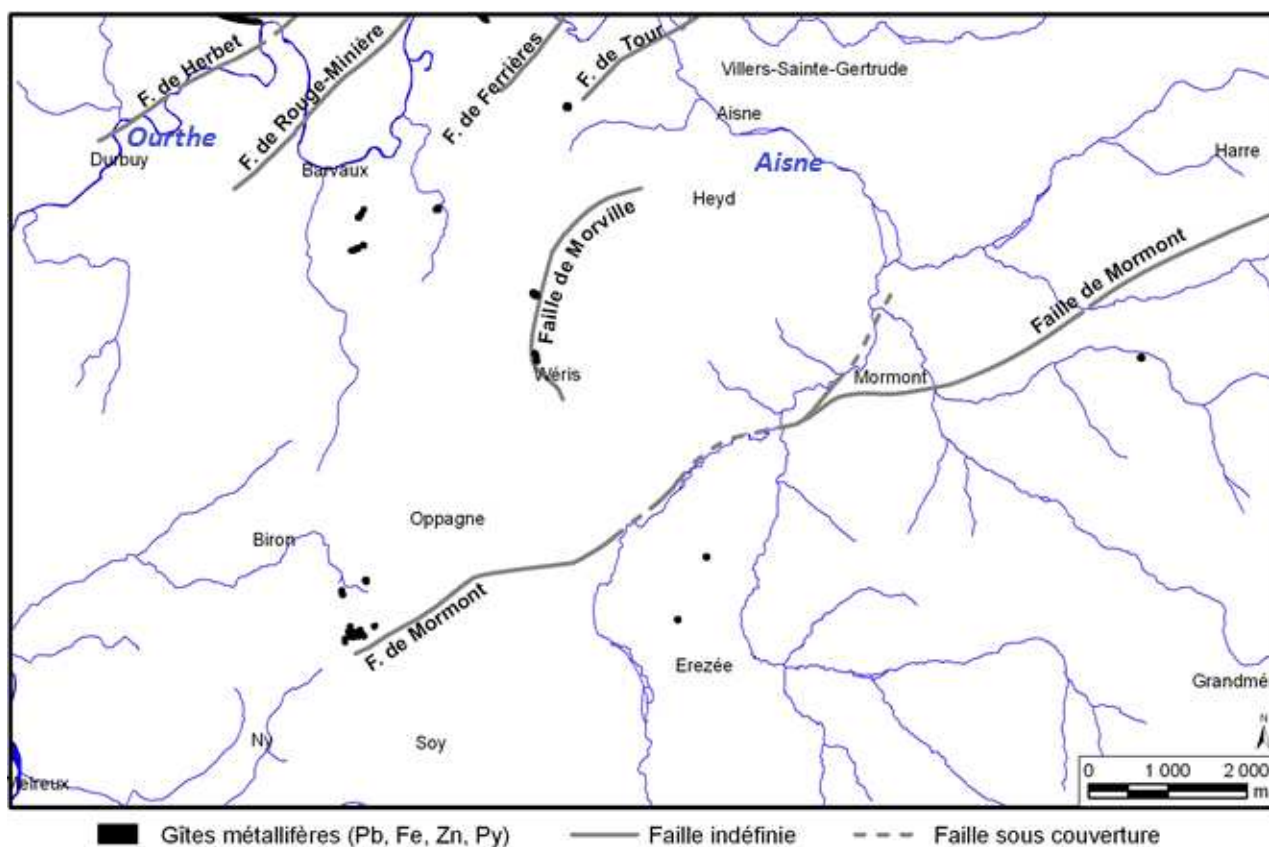 F. de Herbet
F. de Rouge-Minière
F. de Ferrières
F. de Tour
Villers-Sainte-Gertrude
Aisne
Ourthe
Durbuy
Barvaux
Aisne
Harre
Heyd
Faille de Morville
Faille de Mormont
Wéris
Mormont
Oppagne
Biron
F. de Mormont
Erezée
Grandmé
Ny
Soy
N
Melreux
0 1 000 2 000
m
Gîtes métallifères (Pb, Fe, Zn, Py)
Faille indéfinie
Faille sous couverture